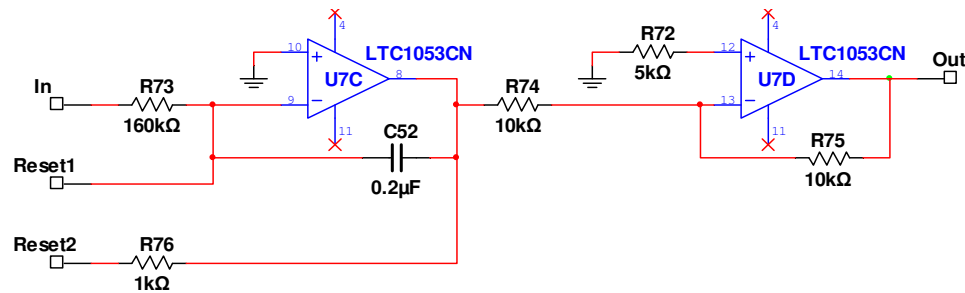 4
R72
LTC1053CN
4
LTC1053CN
10
U7C
8
5kΩ
12
U7D
14
Out
In
R73
9
R74
13
160kΩ
11
10kΩ
11
R75
C52
10kΩ
Reset1
0.2µF
Reset2
R76
1kΩ